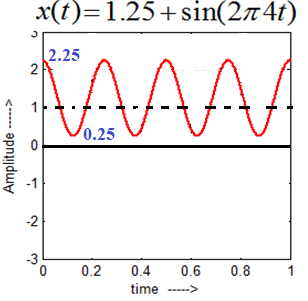 x(t) = 1.25 + sin(2π4t)
3
2.25
2
1
0.25
0
-1
-2
-3
Amplitude ----->
0 0.2 0.4 0.6 0.8 1
time ----->